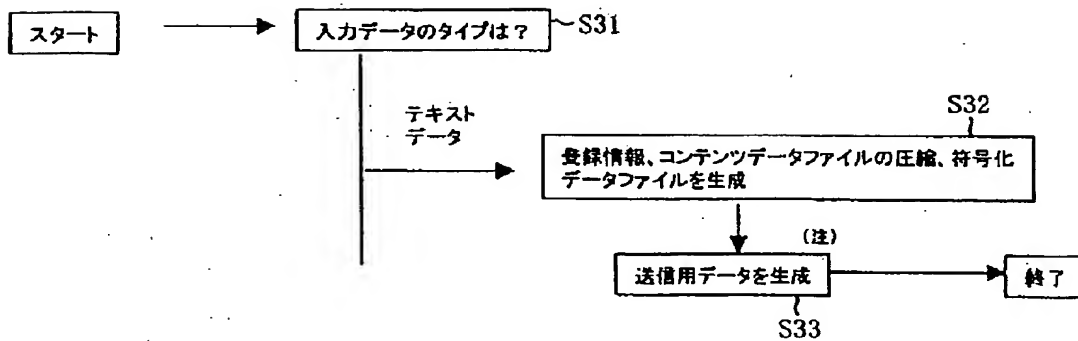 スタート
入力データのタイプは？
S31
テキスト
データ
S32
登録情報、コンテンツデータファイルの圧縮、符号化
データファイルを生成
(注)
送信用データを生成
終了
S33